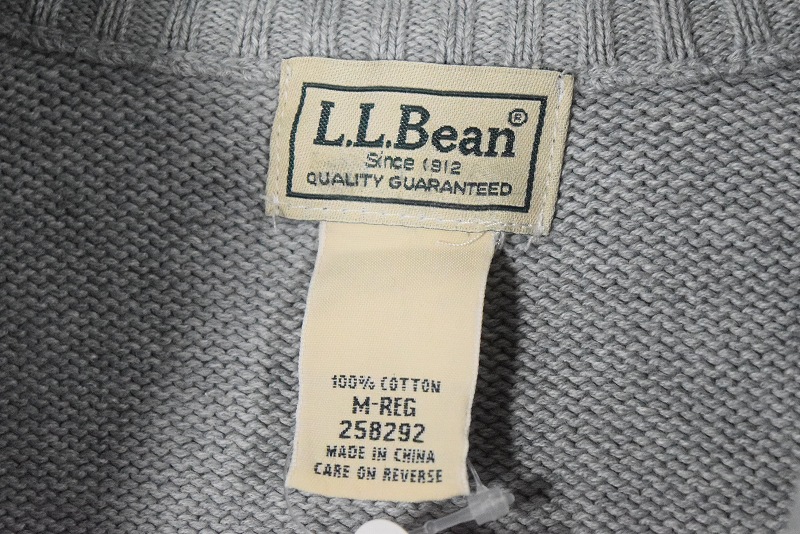 L.L.Bean®
Since 1912
QUALITY GUARANTEED
100% COTTON
M-REG
258292
MADE IN CHINA
CARE ON REVERSE